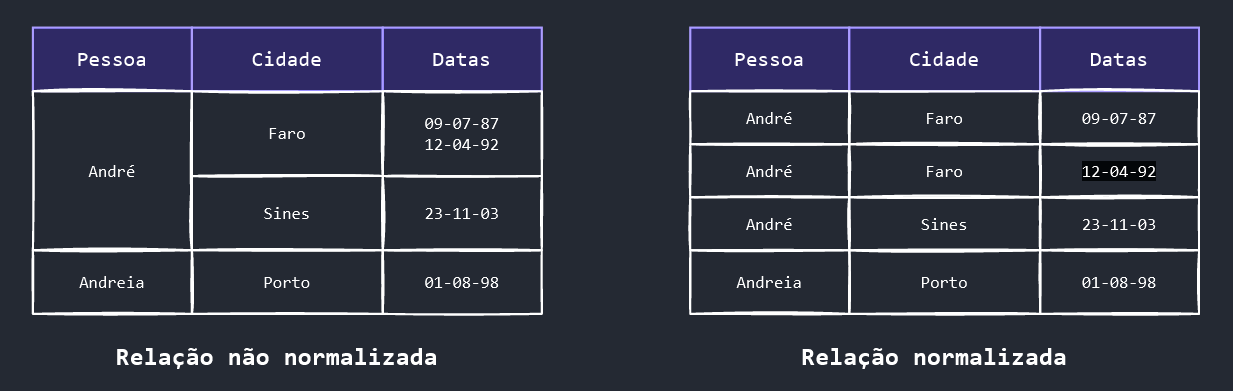 Pessoa Cidade Datas
André Faro 09-07-87
12-04-92
Sines 23-11-03
Andreia Porto 01-08-98
Relação não normalizada
Pessoa Cidade Datas
André Faro 09-07-87
André Faro 12-04-92
André Sines 23-11-03
Andreia Porto 01-08-98
Relação normalizada